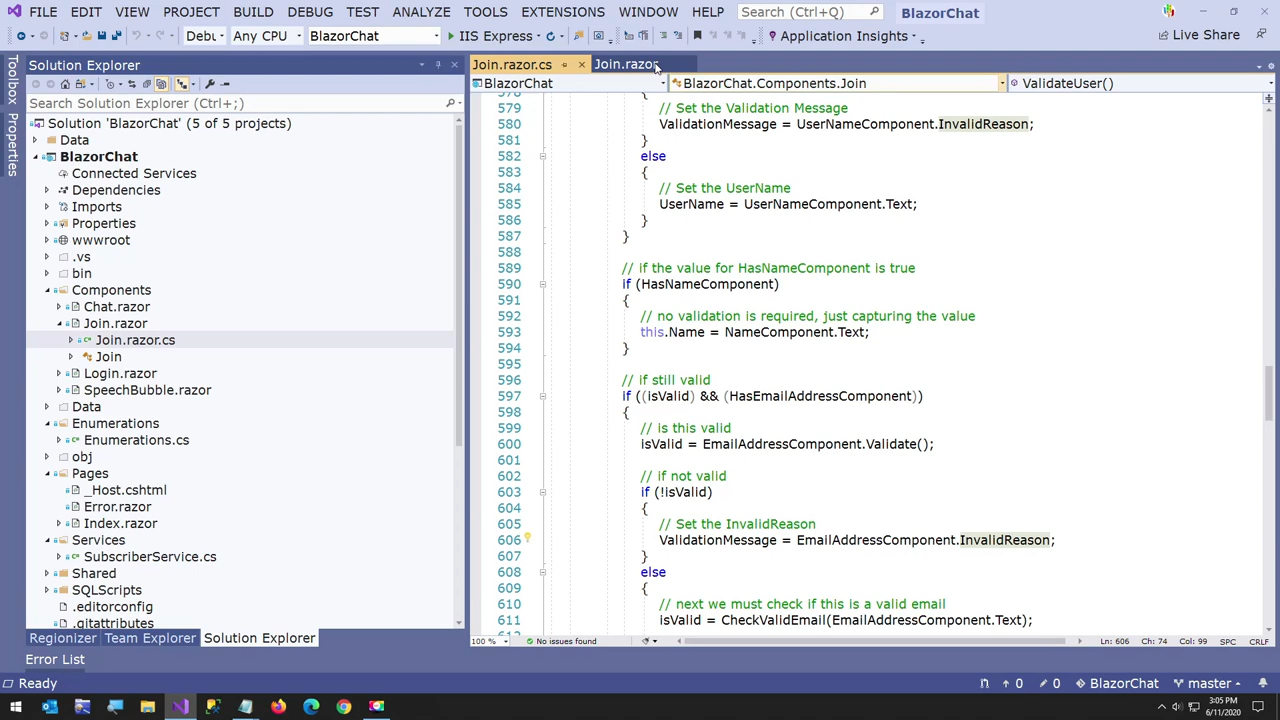 FILE EDIT VIEW PROJECT BUILD DEBUG TEST ANALYZE TOOLS EXTENSIONS WINDOW HELP Search (Ctrl+Q) BlazorChat
Debu Any CPU BlazorChat IIS Express Application Insights Live Share
Toolbox
Properties
Solution Explorer
Search Solution Explorer (Ctrl+;)
Solution 'BlazorChat' (5 of 5 projects)
Data
BlazorChat
Connected Services
Dependencies
Imports
Properties
wwwroot
.vs
bin
Components
Chat.razor
Join.razor
Join.razor.cs
Join
Login.razor
SpeechBubble.razor
Data
Enumerations
Enumerations.cs
obj
Pages
_Host.cshtml
Error.razor
Index.razor
Services
SubscriberService.cs
Shared
SQLScripts
.editorconfig
.gitattributes
Regionizer Team Explorer Solution Explorer
Join.razor.cs Join.razor
BlazorChat BlazorChat.Components.Join ValidateUser()
578 {
579 // Set the Validation Message
580 ValidationMessage = UserNameComponent.InvalidReason;
581 }
582 else
583 {
584 // Set the UserName
585 UserName = UserNameComponent.Text;
586 }
587 }
588
589 // if the value for HasNameComponent is true
590 if (HasNameComponent)
591 {
592 // no validation is required, just capturing the value
593 this.Name = NameComponent.Text;
594 }
595
596 // if still valid
597 if ((isValid) && (HasEmailAddressComponent))
598 {
599 // is this valid
600 isValid = EmailAddressComponent.Validate();
601
602 // if not valid
603 if (!isValid)
604 {
605 // Set the InvalidReason
606 ValidationMessage = EmailAddressComponent.InvalidReason;
607 }
608 else
609 {
610 // next we must check if this is a valid email
611 isValid = CheckValidEmail(EmailAddressComponent.Text);
100 % No issues found Ln: 606 Ch: 74 Col: 99 SPC CRLF
Error List
Ready 0 0 BlazorChat master
3:05 PM
6/11/2020